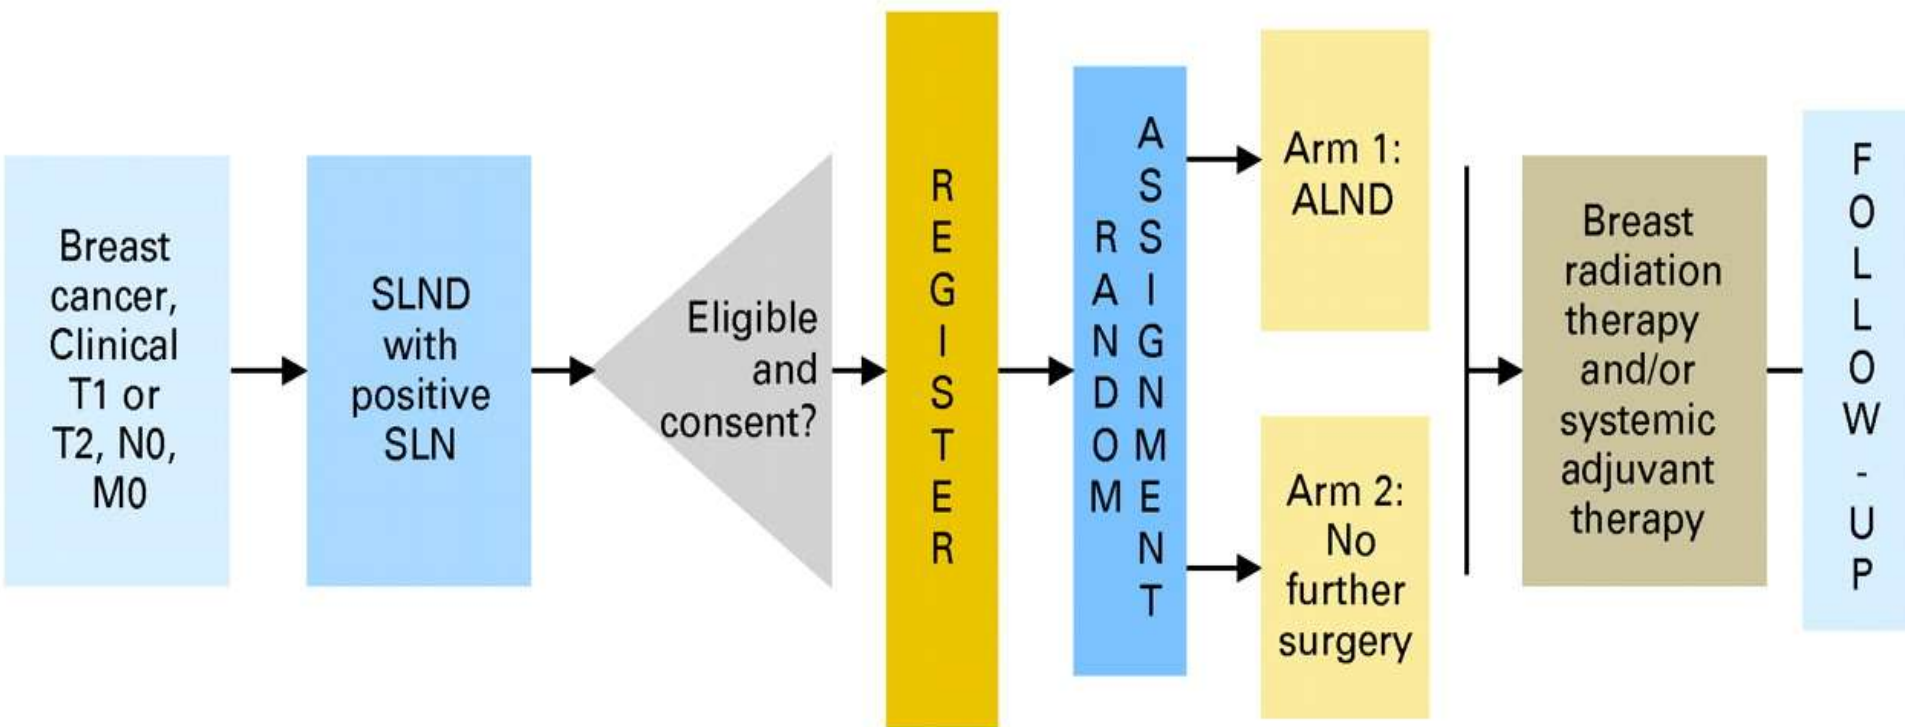 Breast
cancer,
Clinical
T1 or
T2, N0,
M0
SLND
with
positive
SLN
Eligible
and
consent?
REGISTER
RANDOM
ASSIGNMENT
Arm 1:
ALND
Arm 2:
No
further
surgery
Breast
radiation
therapy
and/or
systemic
adjuvant
therapy
FOLLOW-UP